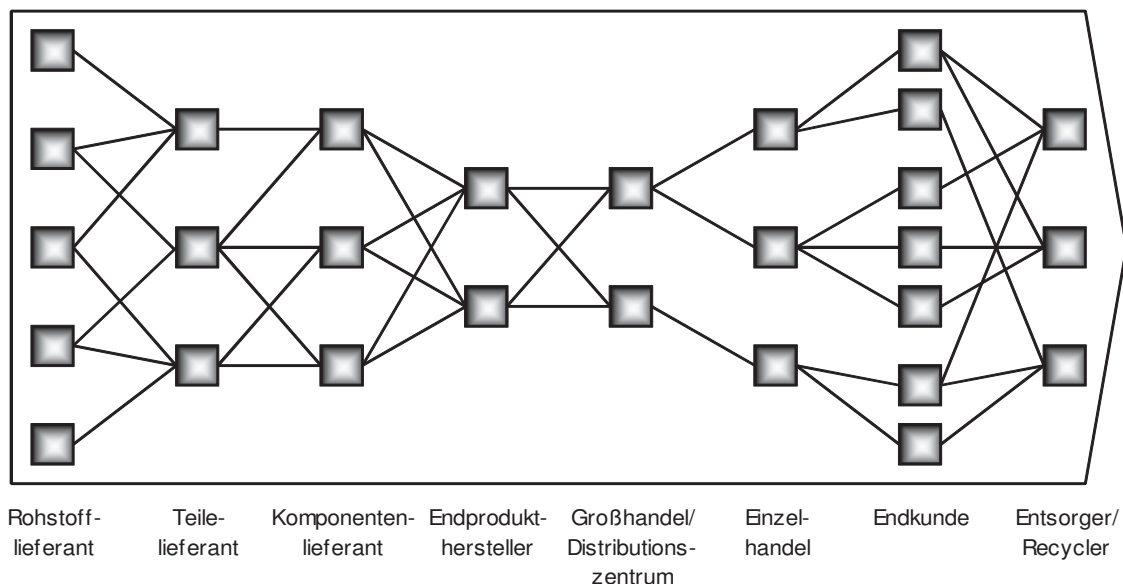 Rohstoff-
lieferant
Teile-
lieferant
Komponenten-
lieferant
Endprodukt-
hersteller
Großhandel/
Distributions-
zentrum
Einzel-
handel
Endkunde
Entsorger/
Recycler